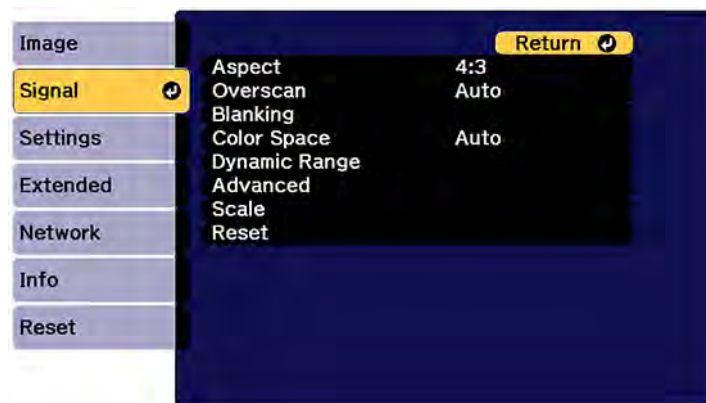 Image
Signal
Settings
Extended
Network
Info
Reset
Return
Aspect 4:3
Overscan Auto
Blanking
Color Space Auto
Dynamic Range
Advanced
Scale
Reset